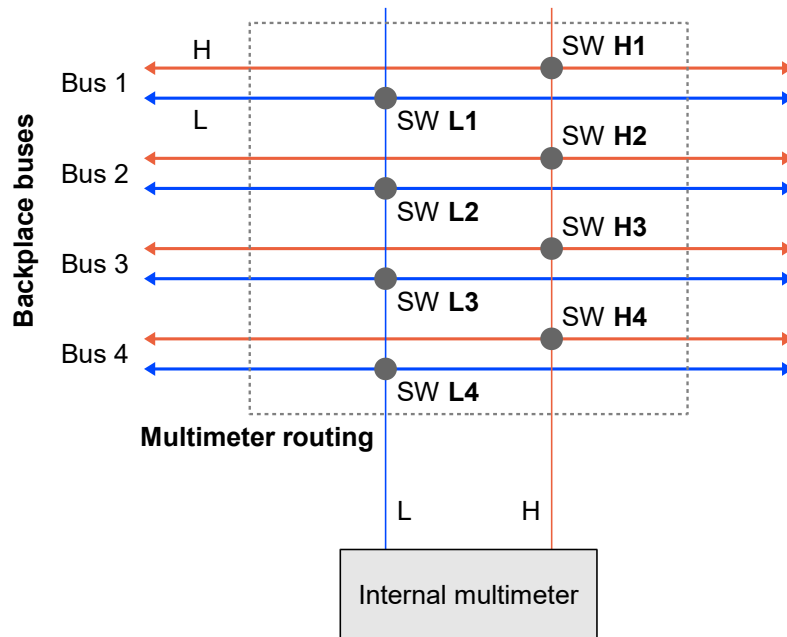 H
SW H1
Bus 1
L
SW L1
SW H2
Bus 2
SW L2
SW H3
Bus 3
SW L3
SW H4
Bus 4
SW L4
Backplace buses
Multimeter routing
L
H
Internal multimeter